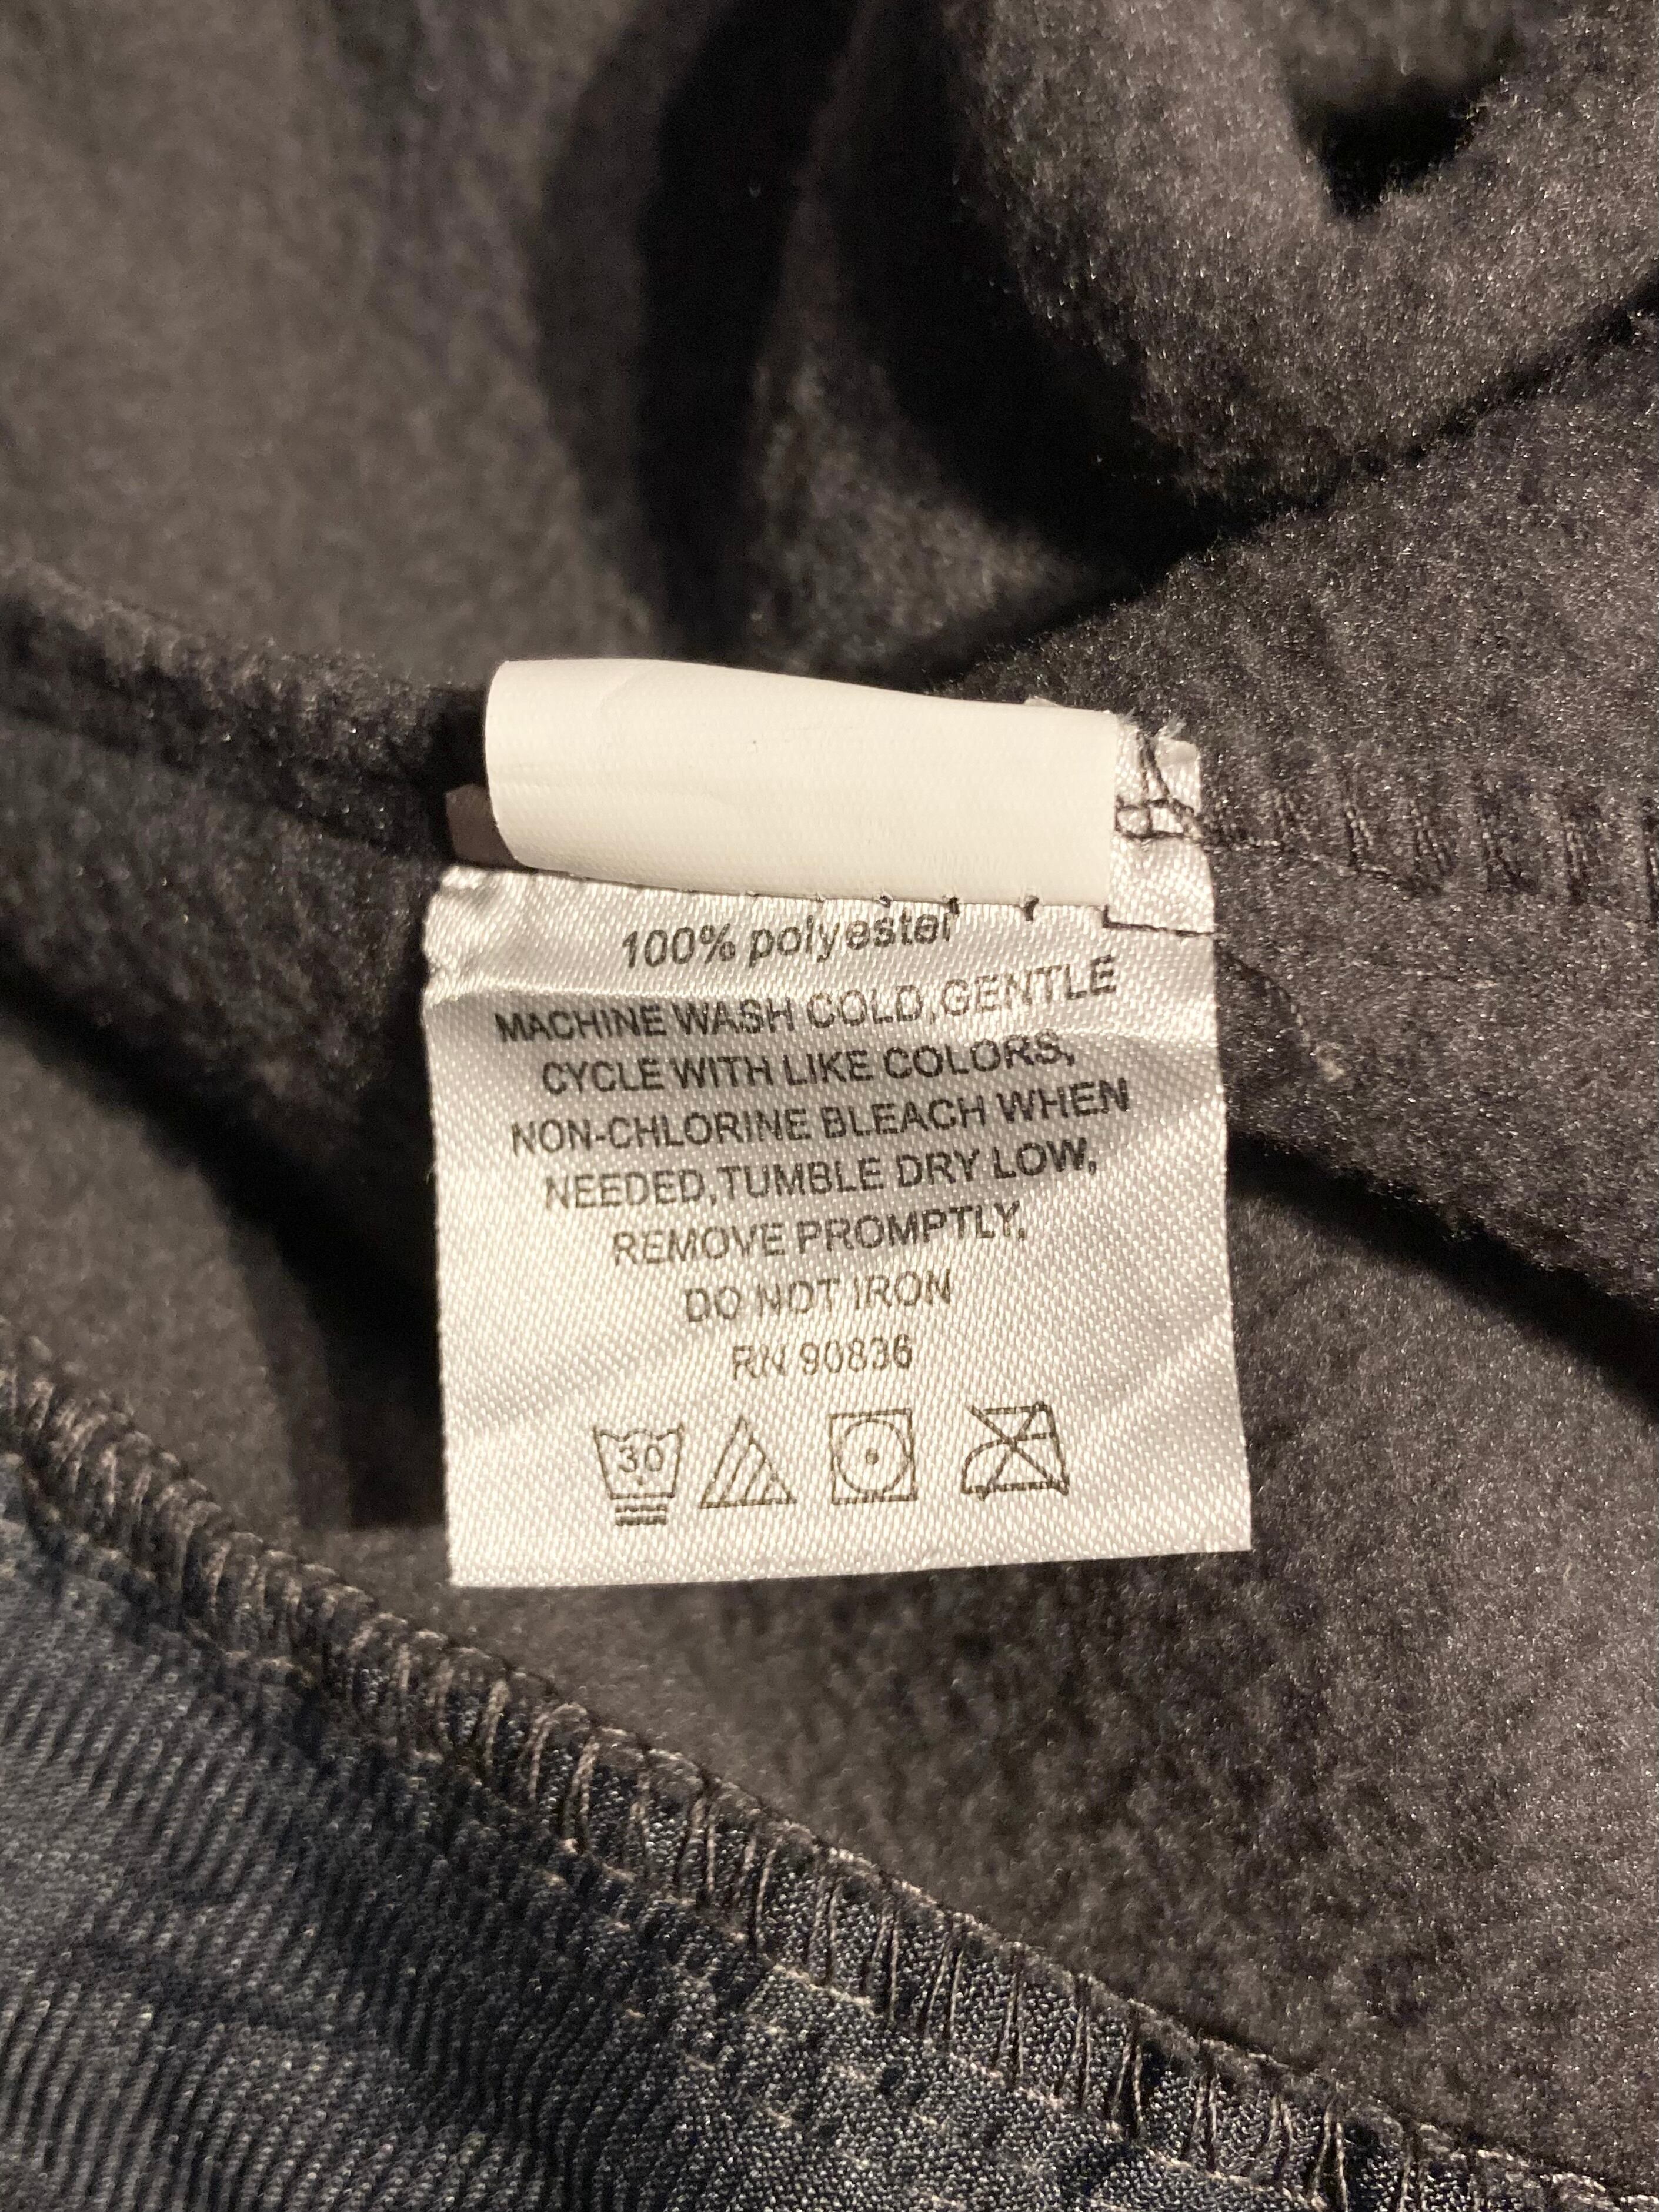 100% polyester
MACHINE WASH COLD,GENTLE
CYCLE WITH LIKE COLORS,
NON-CHLORINE BLEACH WHEN
NEEDED,TUMBLE DRY LOW,
REMOVE PROMPTLY,
DO NOT IRON
RN 90836
30